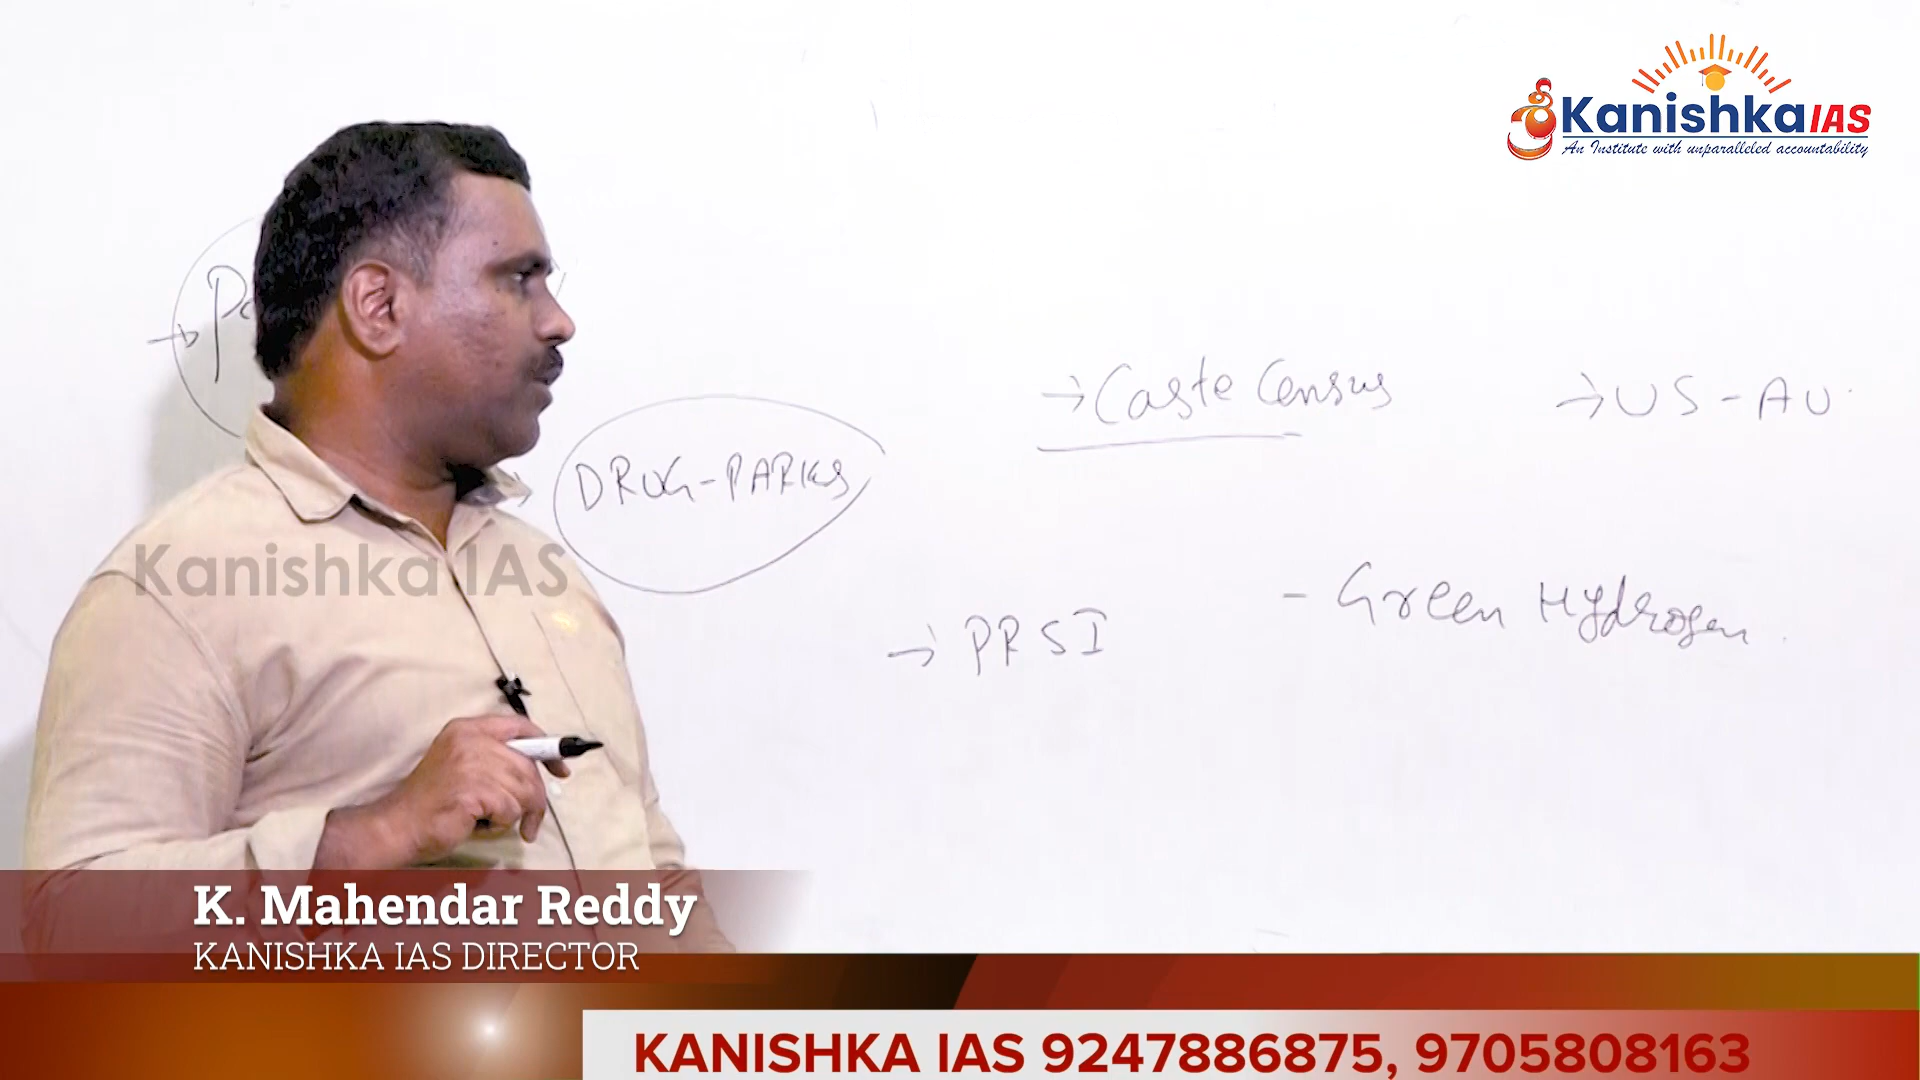 Kanishka IAS
An Institute with unparalleled accountability
→ Caste Census
→ US - AU.
DRUG-PARKS
Kanishka IAS
- Green Hydrogen.
→ PRSI
K. Mahendar Reddy
KANISHKA IAS DIRECTOR
KANISHKA IAS 9247886875, 9705808163